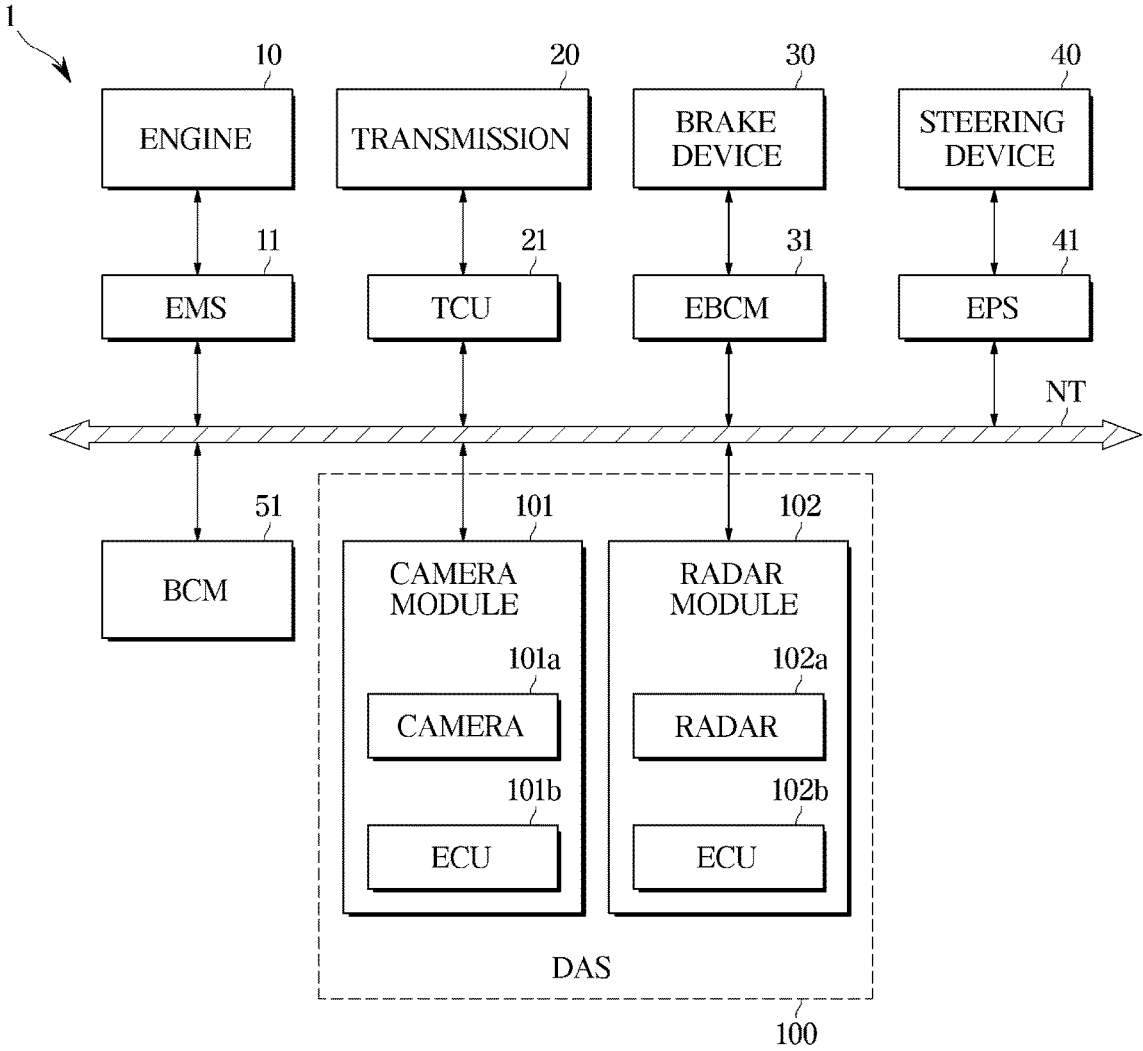 1
10
20
30
40
ENGINE
TRANSMISSION
BRAKE
DEVICE
STEERING
DEVICE
11
21
31
41
EMS
TCU
EBCM
EPS
NT
51
101
102
BCM
CAMERA
MODULE
RADAR
MODULE
101a
102a
CAMERA
RADAR
101b
102b
ECU
ECU
DAS
100